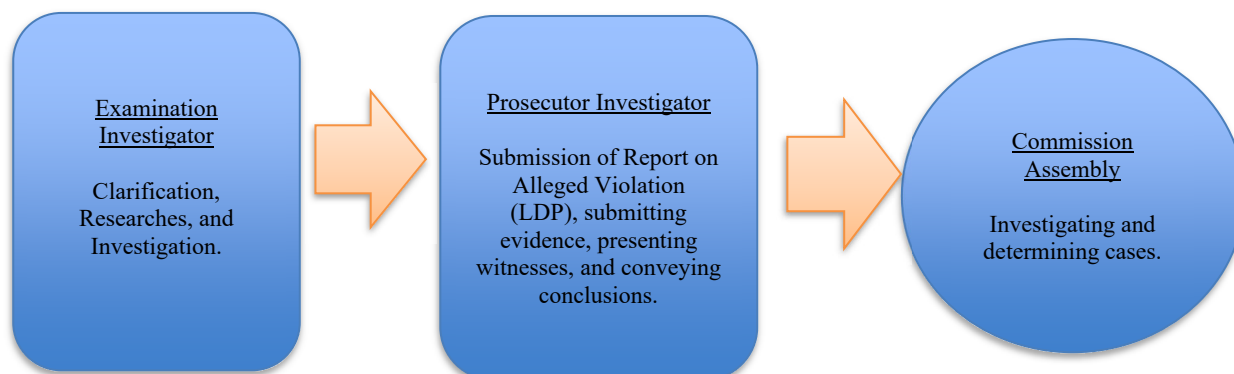 Examination
Investigator
Clarification,
Researches, and
Investigation.
Prosecutor Investigator
Submission of Report on
Alleged Violation
(LDP), submitting
evidence, presenting
witnesses, and conveying
conclusions.
Commission
Assembly
Investigating and
determining cases.